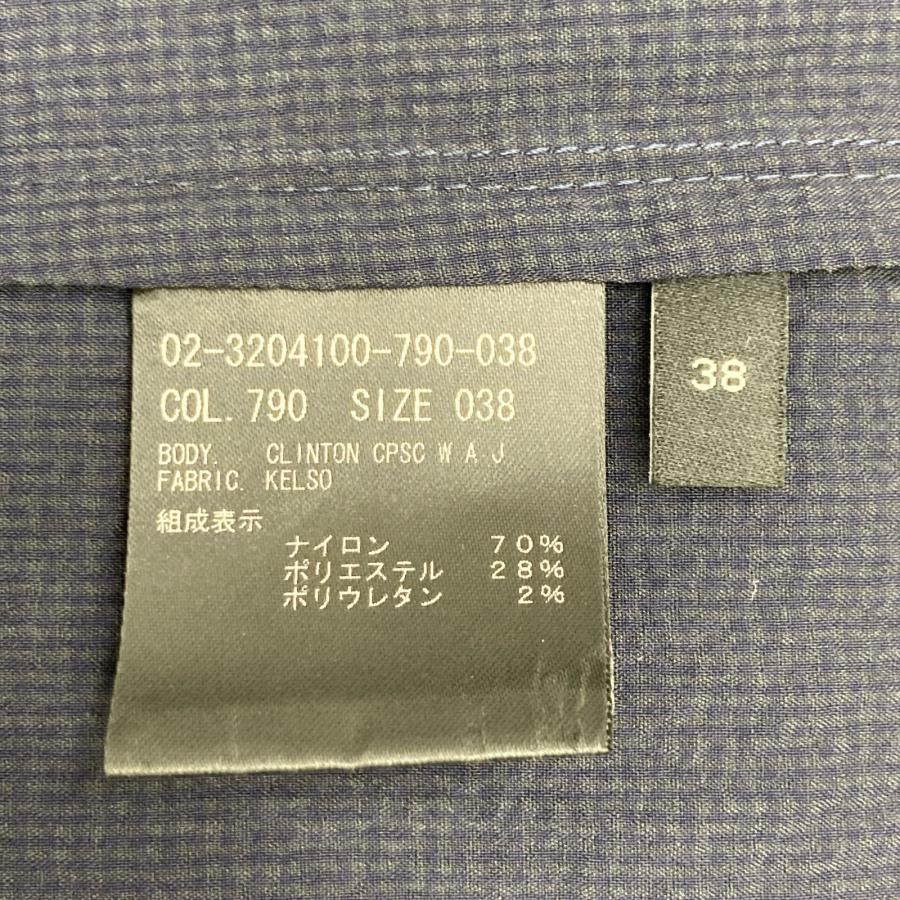 02-3204100-790-038
COL. 790 SIZE 038
BODY. CLINTON CPSC W A J
FABRIC. KELSO
組成表示
ナイロン 70%
ポリエステル 28%
ポリウレタン 2%
38